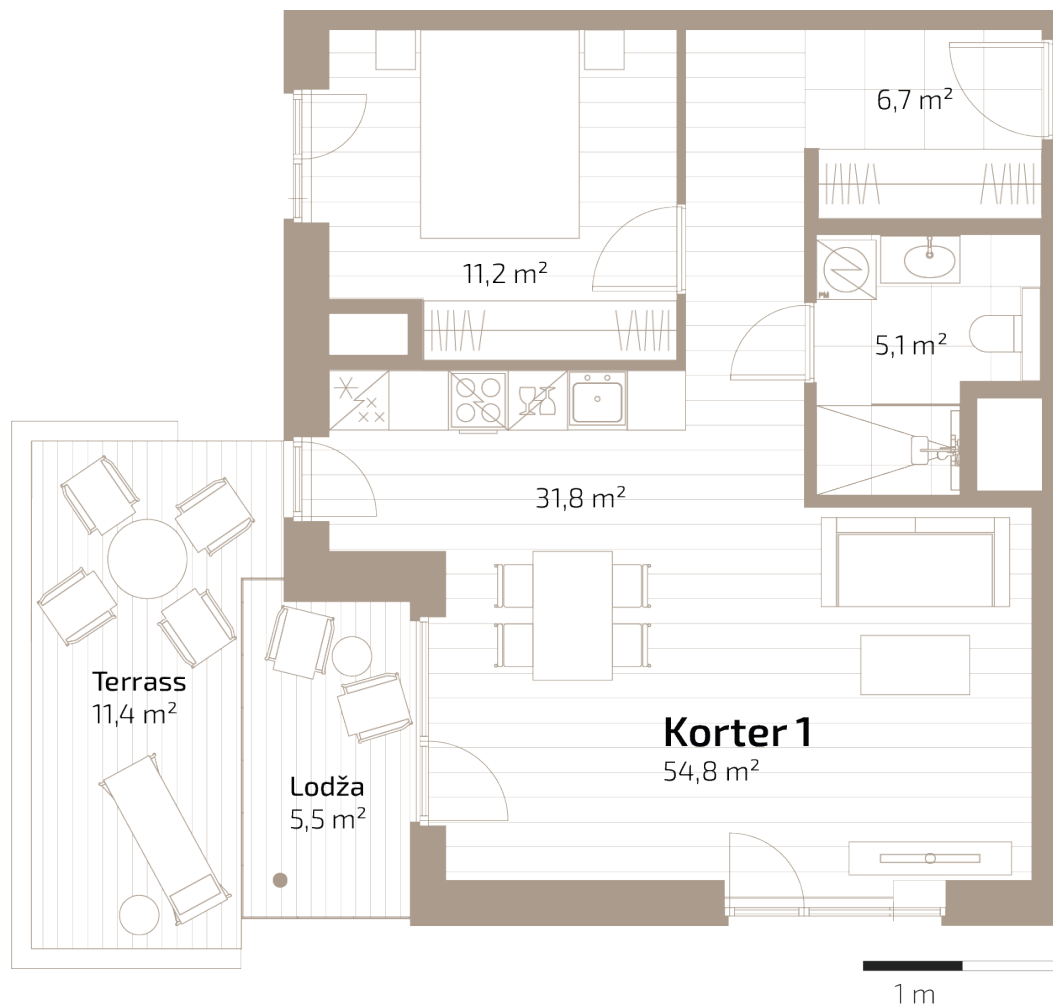 6,7 m²
11,2 m²
PM
5,1 m²
31,8 m²
Terrass
11,4 m²
Korter 1
54,8 m²
Lodža
5,5 m²
1 m